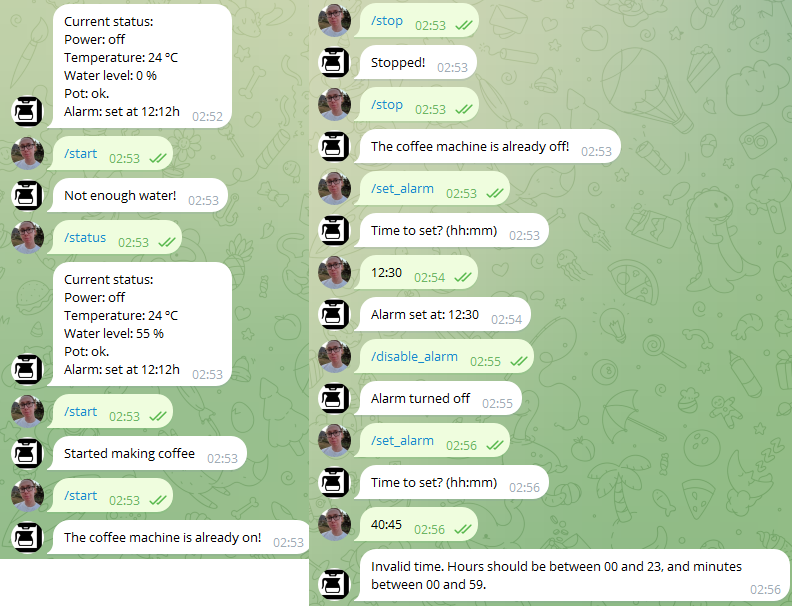 Current status:
Power: off
Temperature: 24 ºC
Water level: 0 %
Pot: ok.
Alarm: set at 12:12h 02:52
/start 02:53
Not enough water! 02:53
/status 02:53
Current status:
Power: off
Temperature: 24 ºC
Water level: 55 %
Pot: ok.
Alarm: set at 12:12h 02:53
/start 02:53
Started making coffee 02:53
/start 02:53
The coffee machine is already on! 02:53
/stop 02:53
Stopped! 02:53
/stop 02:53
The coffee machine is already off! 02:53
/set_alarm 02:53
Time to set? (hh:mm) 02:53
12:30 02:54
Alarm set at: 12:30 02:54
/disable_alarm 02:55
Alarm turned off 02:55
/set_alarm 02:56
Time to set? (hh:mm) 02:56
40:45 02:56
Invalid time. Hours should be between 00 and 23, and minutes
between 00 and 59. 02:56